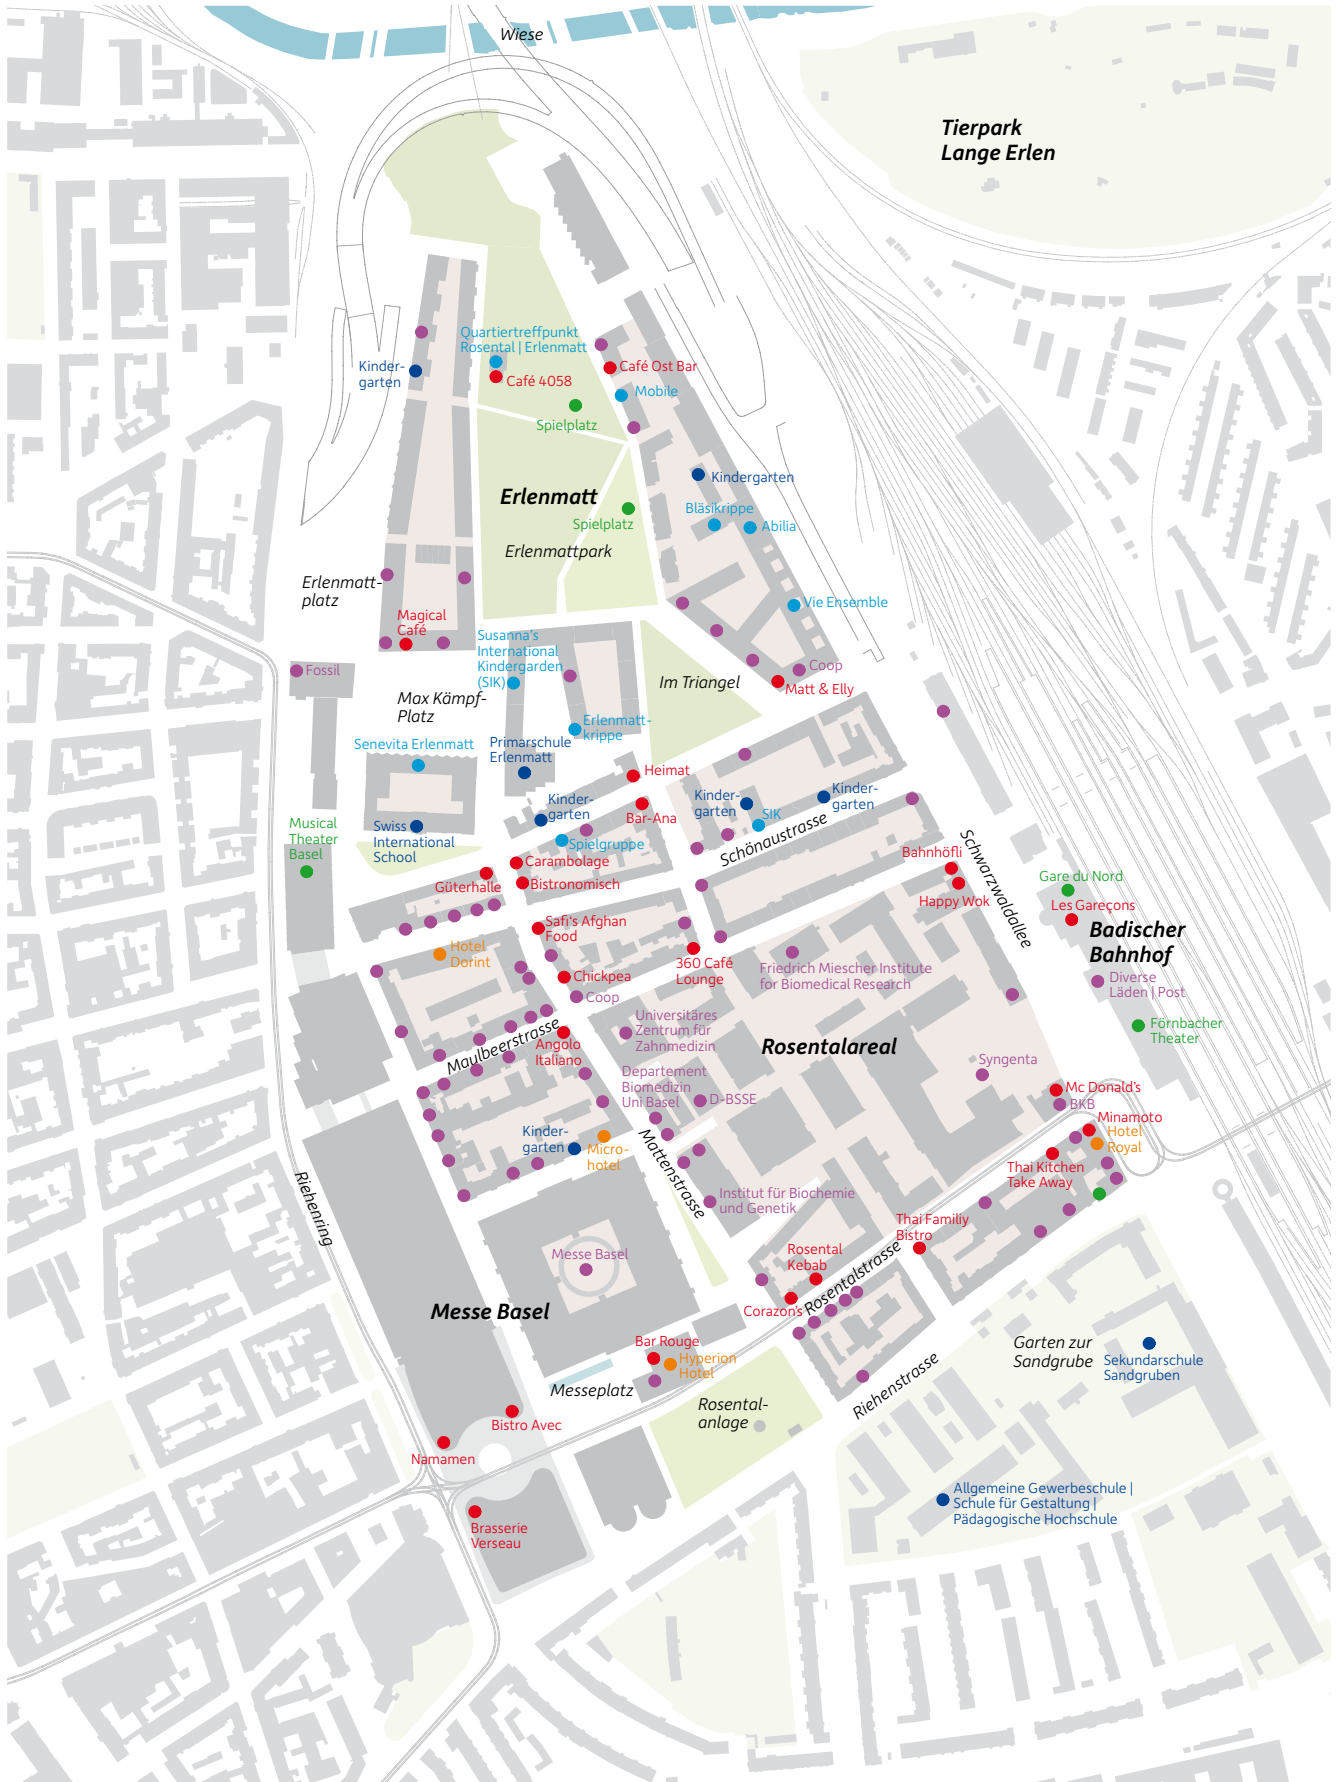 Wiese
Tierpark
Lange Erlen
Quartiertreffpunkt
Rosental | Erlenmatt
Kinder-
garten
Café 4058
Café Ost Bar
Mobile
Spielplatz
Kindergarten
Erlenmatt
Bläsikrippe
Spielplatz
Abilia
Erlenmattpark
Erlenmatt-
platz
Vie Ensemble
Magical
Café
Susanna's
International
Kindergarden
(SIK)
Fossil
Im Triangel
Coop
Matt & Elly
Max Kämpf-
Platz
Erlenmatt-
krippe
Senevita Erlenmatt
Primarschule
Erlenmatt
Heimat
Kinder-
garten
Kinder-
garten
Kinder-
garten
Bar-Ana
SIK
Musical
Theater
Basel
Swiss
International
School
Spielgruppe
Schönaustrasse
Schwarzwaldallee
Carambolage
Bahnhöfli
Güterhalle
Bistronomisch
Gare du Nord
Happy Wok
Les Gareçons
Safi's Afghan
Food
Badischer
Bahnhof
Hotel
Dorint
360 Café
Lounge
Friedrich Miescher Institute
for Biomedical Research
Chickpea
Diverse
Läden | Post
Coop
Universitäres
Zentrum für
Zahnmedizin
Förnbacher
Theater
Maulbeerstrasse
Angolo
Italiano
Rosentalareal
Syngenta
Departement
Biomedizin
Uni Basel
D-BSSE
Mc Donald's
BKB
Minamoto
Hotel
Royal
Kinder-
garten
Micro-
hotel
Mattenstrasse
Thai Kitchen
Take Away
Riehenring
Institut für Biochemie
und Genetik
Thai Familiy
Bistro
Messe Basel
Rosental
Kebab
Rosentalstrasse
Corazón's
Messe Basel
Bar Rouge
Hyperion
Hotel
Garten zur
Sandgrube
Sekundarschule
Sandgruben
Messeplatz
Riehenstrasse
Rosental-
anlage
Bistro Avec
Namamen
Allgemeine Gewerbeschule |
Schule für Gestaltung |
Pädagogische Hochschule
Brasserie
Verseau